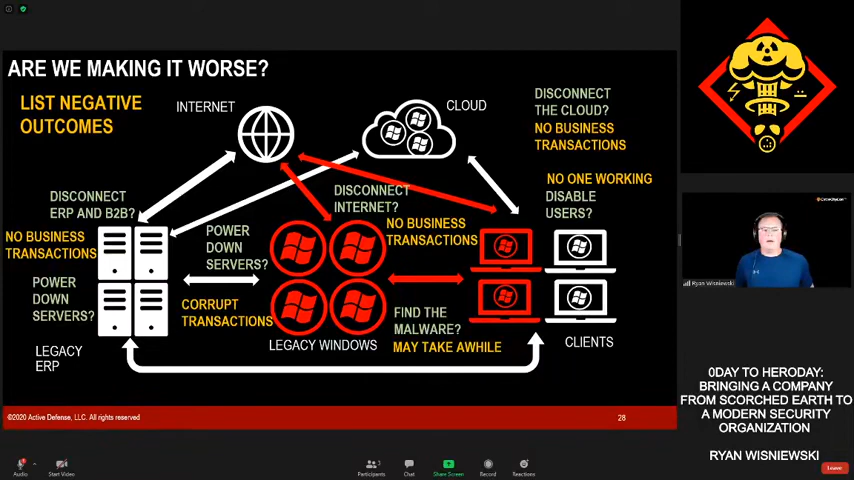 ARE WE MAKING IT WORSE?
LIST NEGATIVE
OUTCOMES
INTERNET
CLOUD
DISCONNECT
THE CLOUD?
NO BUSINESS
TRANSACTIONS
NO ONE WORKING
DISABLE
USERS?
DISCONNECT
ERP AND B2B?
NO BUSINESS
TRANSACTIONS
POWER
DOWN
SERVERS?
LEGACY
ERP
POWER
DOWN
SERVERS?
CORRUPT
TRANSACTIONS
DISCONNECT
INTERNET?
NO BUSINESS
TRANSACTIONS
FIND THE
MALWARE?
MAY TAKE AWHILE
LEGACY WINDOWS
CLIENTS
©2020 Active Defense, LLC. All rights reserved
28
Ryan Wisniewski
0DAY TO HERODAY:
BRINGING A COMPANY
FROM SCORCHED EARTH TO
A MODERN SECURITY
ORGANIZATION
RYAN WISNIEWSKI
Audio
Start Video
Participants
Chat
Share Screen
Record
Reactions
Leave